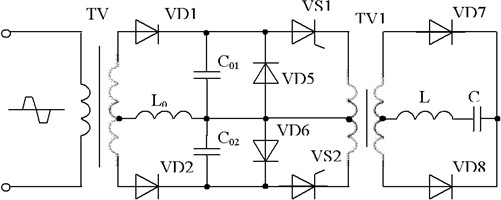 TV VD1 VS1 TV1 VD7
C₀₁ VD5
L₀ L C
C₀₂ VD6
VD2 VS2 VD8